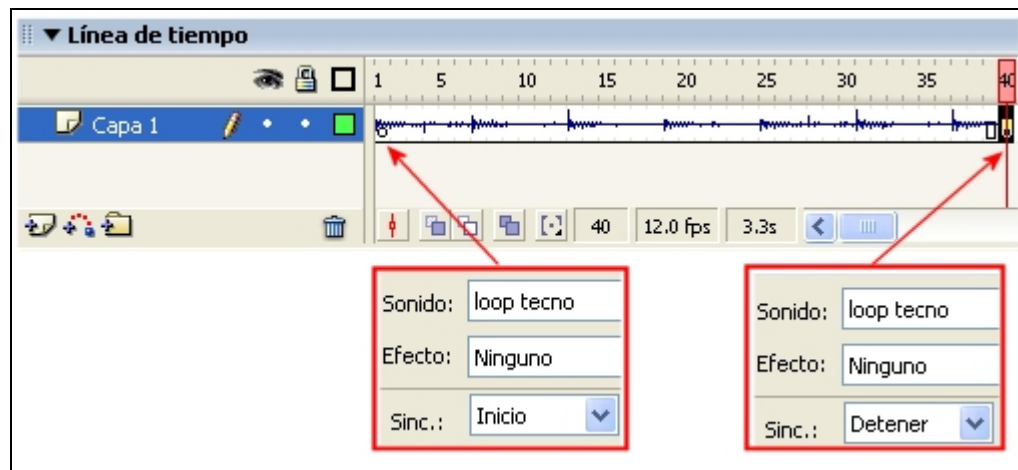 Línea de tiempo
1 5 10 15 20 25 30 35 40
Capa 1
40 12.0 fps 3.3s
Sonido: loop tecno
Efecto: Ninguno
Sinc.: Inicio
Sonido: loop tecno
Efecto: Ninguno
Sinc.: Detener